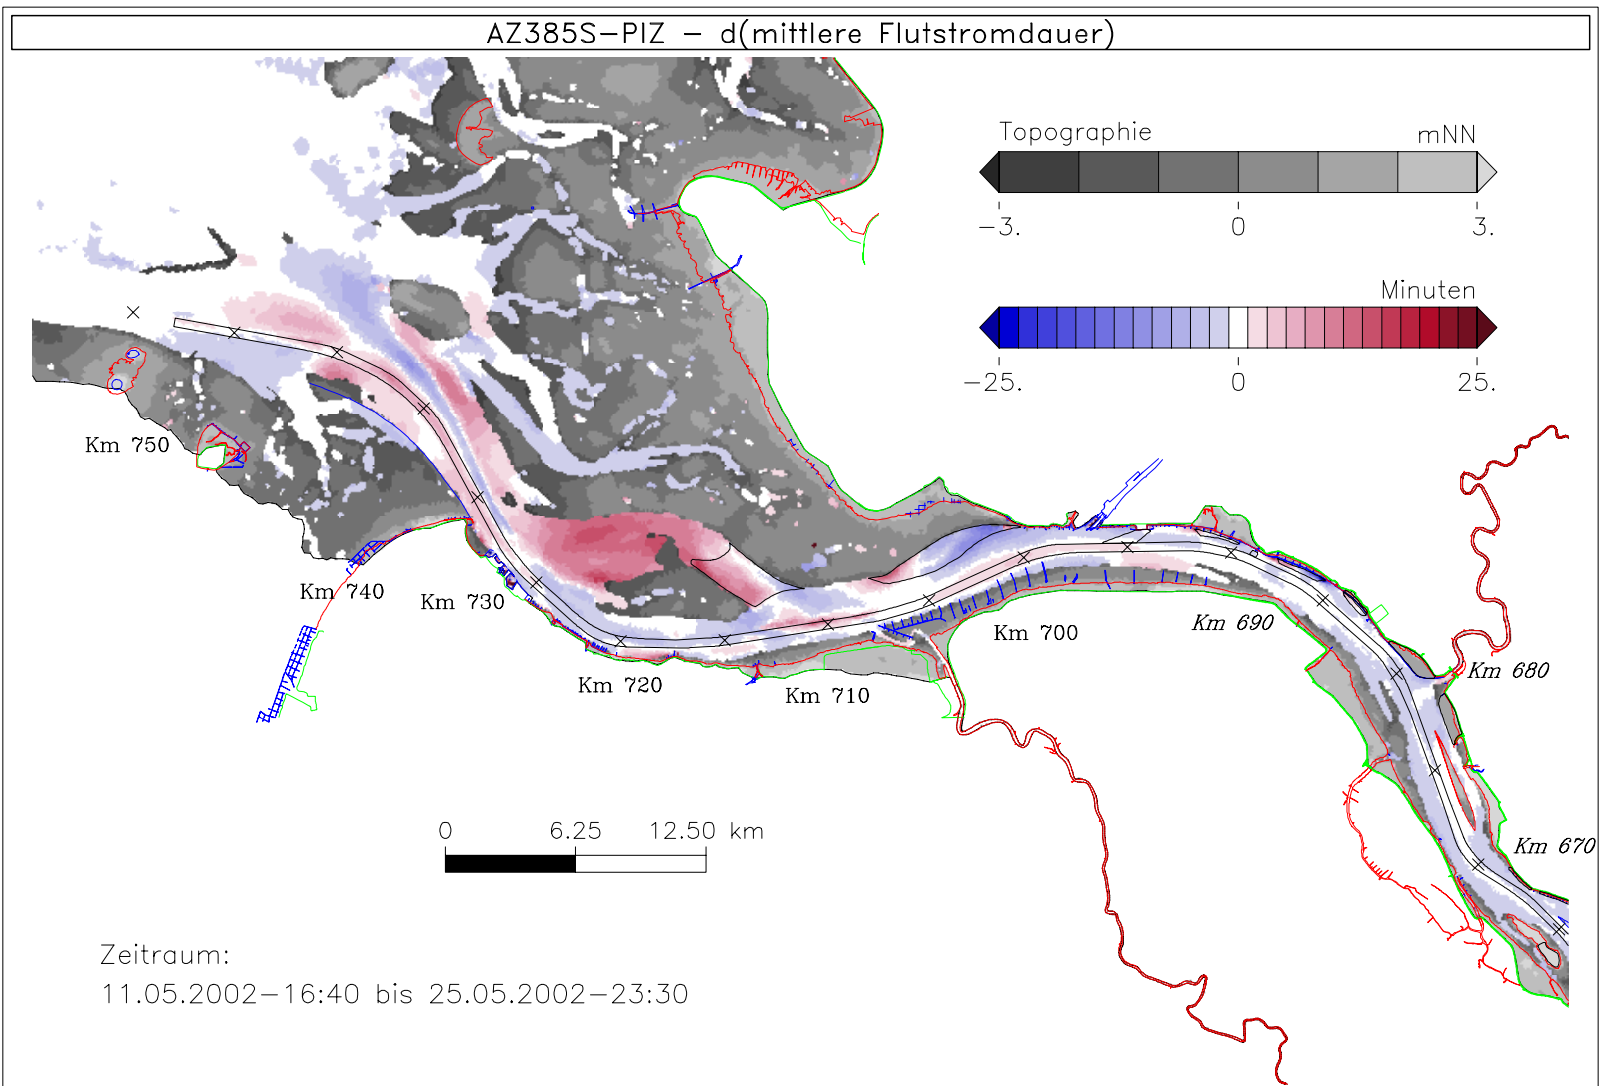 AZ385S-PIZ - d(mittlere Flutstromdauer)
Topographie mNN
-3. 0 3.
Minuten
-25. 0 25.
Km 750
Km 740
Km 730
Km 720
Km 710
Km 700
Km 690
Km 680
Km 670
0 6.25 12.50 km
Zeitraum:
11.05.2002-16:40 bis 25.05.2002-23:30